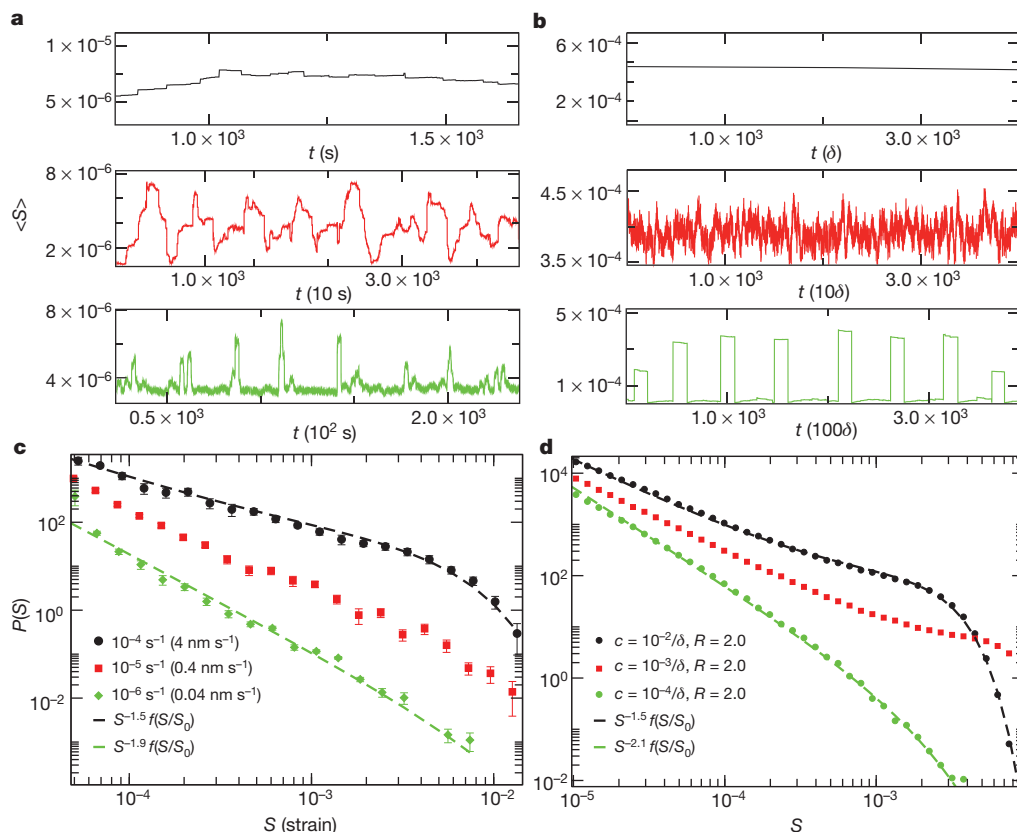 a
1 × 10⁻⁵
5 × 10⁻⁶
1.0 × 10³ 1.5 × 10³
t (s)
8 × 10⁻⁶
<S>
2 × 10⁻⁶
1.0 × 10³ 3.0 × 10³
t (10 s)
8 × 10⁻⁶
4 × 10⁻⁶
0.5 × 10³ 2.0 × 10³
t (10² s)
b
6 × 10⁻⁴
2 × 10⁻⁴
1.0 × 10³ 3.0 × 10³
t (δ)
4.5 × 10⁻⁴
3.5 × 10⁻⁴
1.0 × 10³ 3.0 × 10³
t (10δ)
5 × 10⁻⁴
1 × 10⁻⁴
1.0 × 10³ 3.0 × 10³
t (100δ)
c
10²
10⁰
10⁻²
P(S)
10⁻⁴ s⁻¹ (4 nm s⁻¹)
10⁻⁵ s⁻¹ (0.4 nm s⁻¹)
10⁻⁶ s⁻¹ (0.04 nm s⁻¹)
S⁻¹·⁵ f(S/S₀)
S⁻¹·⁹ f(S/S₀)
10⁻⁴ 10⁻³ 10⁻²
S (strain)
d
10⁴
10²
10⁰
10⁻²
c = 10⁻²/δ, R = 2.0
c = 10⁻³/δ, R = 2.0
c = 10⁻⁴/δ, R = 2.0
S⁻¹·⁵ f(S/S₀)
S⁻²·¹ f(S/S₀)
10⁻⁵ 10⁻⁴ 10⁻³
S